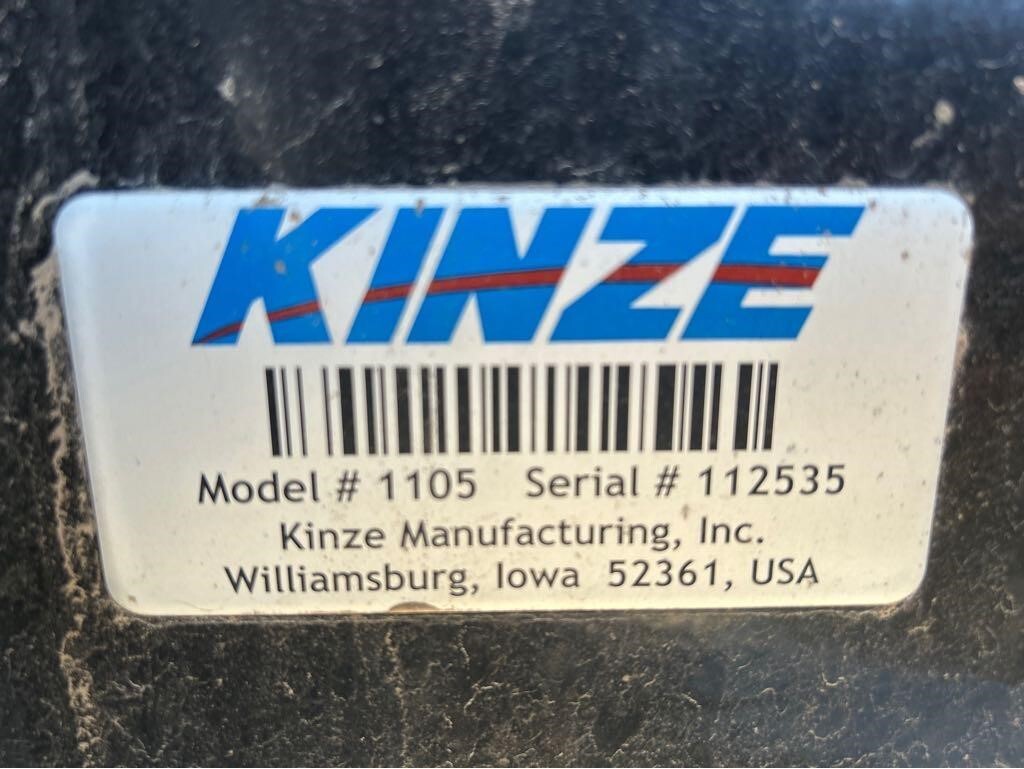 KINZE
Model # 1105 Serial # 112535
Kinze Manufacturing, Inc.
Williamsburg, Iowa 52361, USA